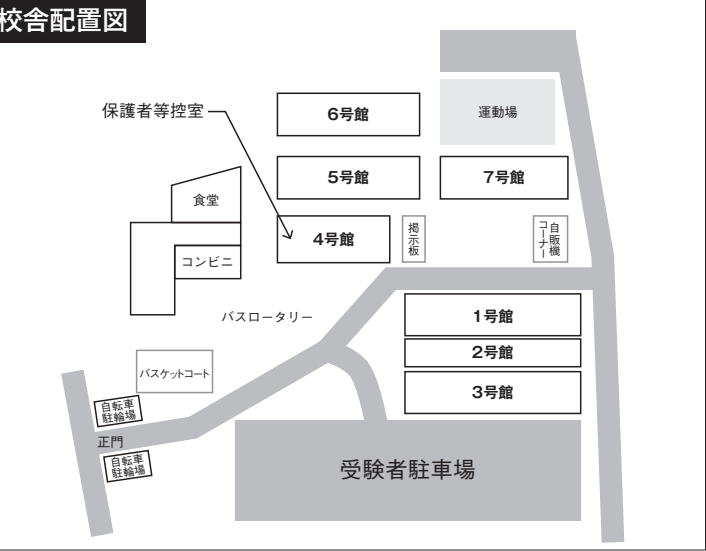 校舎配置図
保護者等控室
6号館
運動場
5号館
7号館
食堂
4号館
掲示板
自販機
コーナー
コンビニ
バスロータリー
1号館
2号館
3号館
バスケットコート
自転車
駐輪場
正門
自転車
駐輪場
受験者駐車場